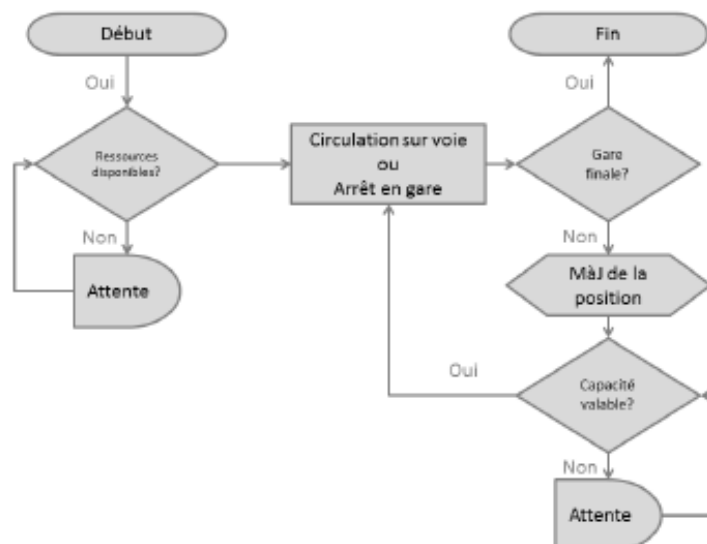 Début
Fin
Oui
Oui
Ressources
disponibles?
Circulation sur voie
ou
Arrêt en gare
Gare
finale?
Non
Non
Attente
MàJ de la
position
Oui
Capacité
valable?
Non
Attente